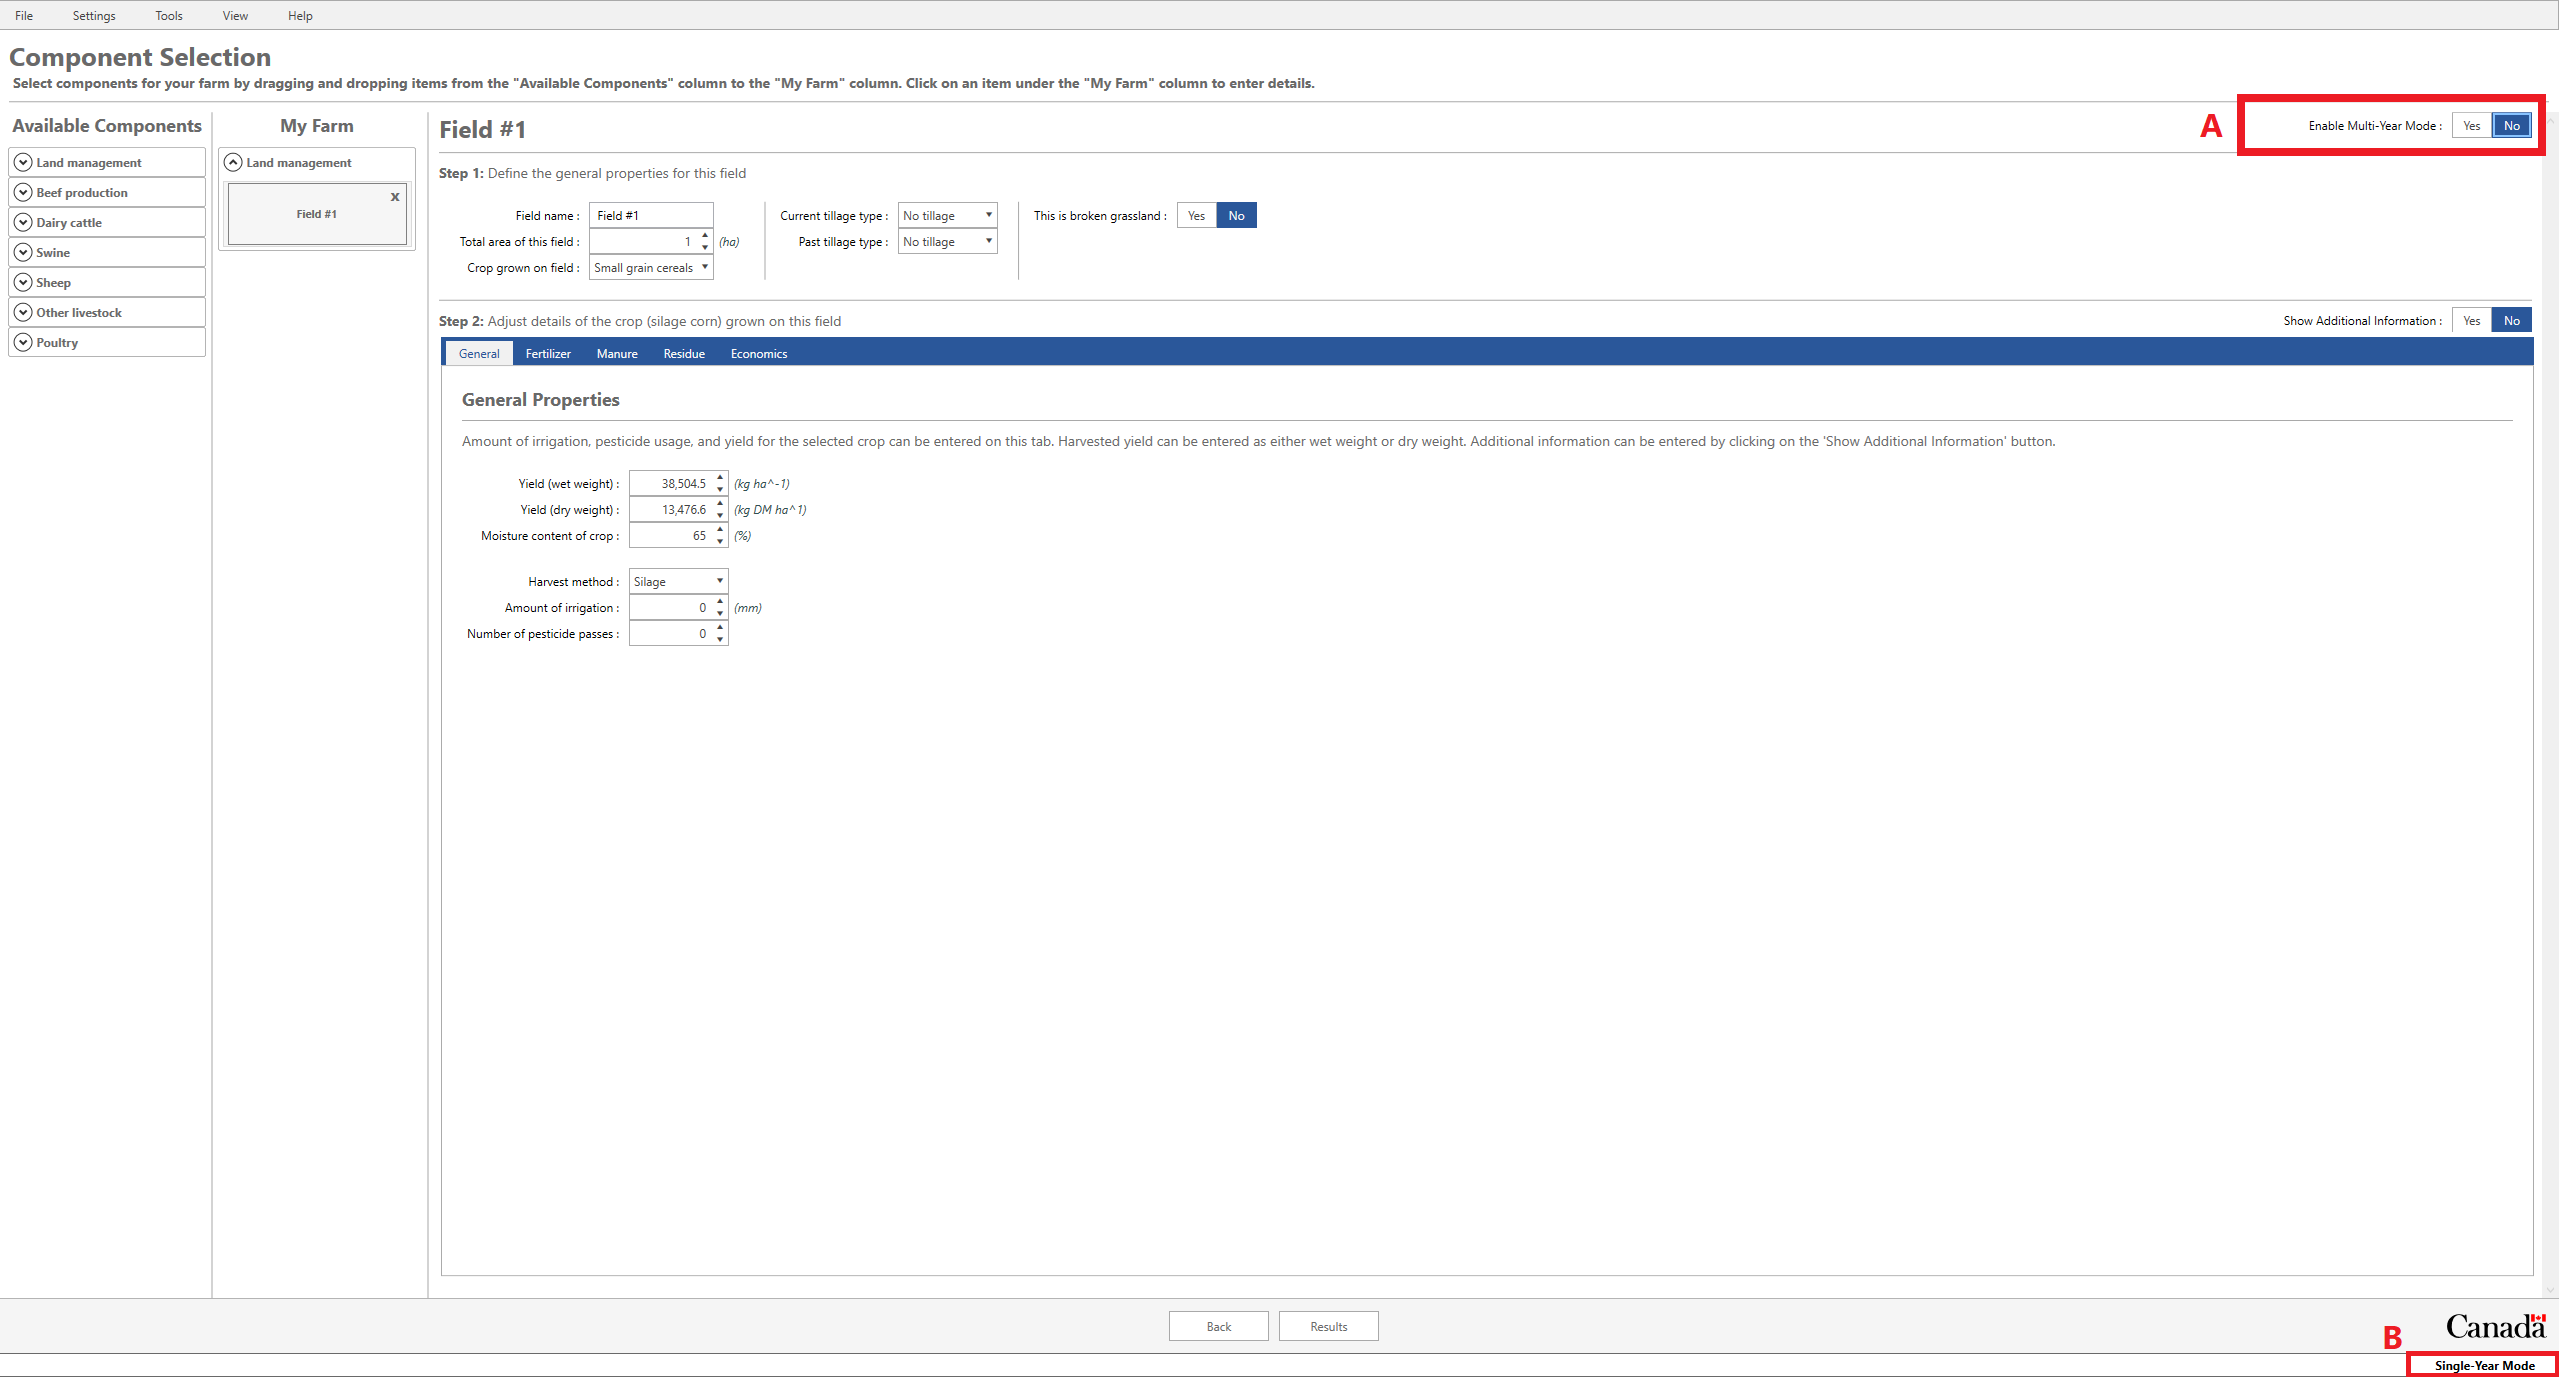 File Settings Tools View Help
Component Selection
Select components for your farm by dragging and dropping items from the "Available Components" column to the "My Farm" column. Click on an item under the "My Farm" column to enter details.
Available Components
Land management
Beef production
Dairy cattle
Swine
Sheep
Other livestock
Poultry
My Farm
Land management
x
Field #1
Field #1
A
Enable Multi-Year Mode : Yes No
Step 1: Define the general properties for this field
Field name : Field #1
Total area of this field : 1 (ha)
Crop grown on field : Small grain cereals
Current tillage type : No tillage
Past tillage type : No tillage
This is broken grassland : Yes No
Step 2: Adjust details of the crop (silage corn) grown on this field
Show Additional Information : Yes No
General Fertilizer Manure Residue Economics
General Properties
Amount of irrigation, pesticide usage, and yield for the selected crop can be entered on this tab. Harvested yield can be entered as either wet weight or dry weight. Additional information can be entered by clicking on the 'Show Additional Information' button.
Yield (wet weight) : 38,504.5 (kg ha^-1)
Yield (dry weight) : 13,476.6 (kg DM ha^1)
Moisture content of crop : 65 (%)
Harvest method : Silage
Amount of irrigation : 0 (mm)
Number of pesticide passes : 0
Back Results
Canada
B
Single-Year Mode